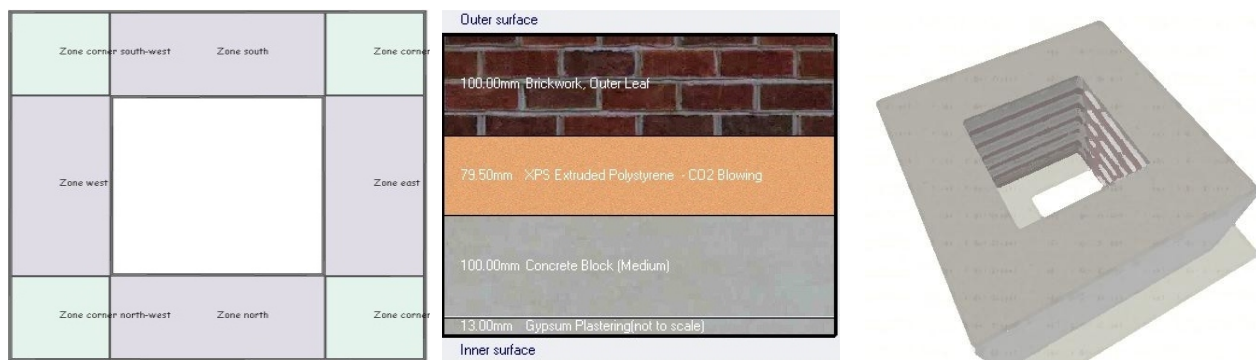 Zone corner south-west
Zone south
Zone corner
Zone west
Zone east
Zone corner north-west
Zone north
Zone corner
Outer surface
100.00mm Brickwork, Outer Leaf
79.50mm XPS Extruded Polystyrene - CO2 Blowing
100.00mm Concrete Block (Medium)
13.00mm Gypsum Plastering(not to scale)
Inner surface